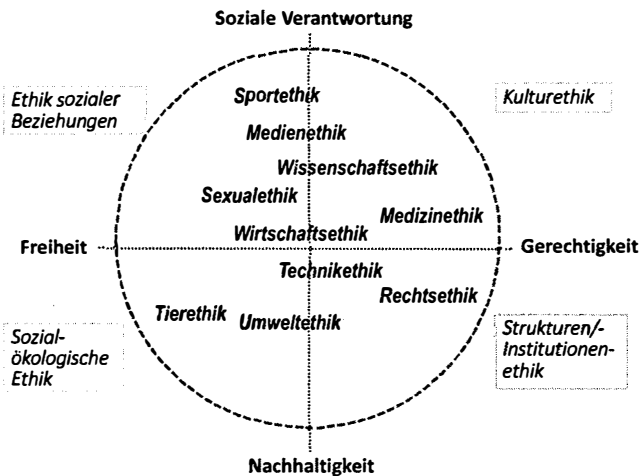 Soziale Verantwortung
Ethik sozialer
Beziehungen
Sportethik
Kulturethik
Medienethik
Wissenschaftsethik
Sexualethik
Medizinethik
Wirtschaftsethik
Freiheit
Gerechtigkeit
Technikethik
Rechtsethik
Tierethik
Umweltethik
Sozial-
ökologische
Ethik
Strukturen/-
Institutionen-
ethik
Nachhaltigkeit